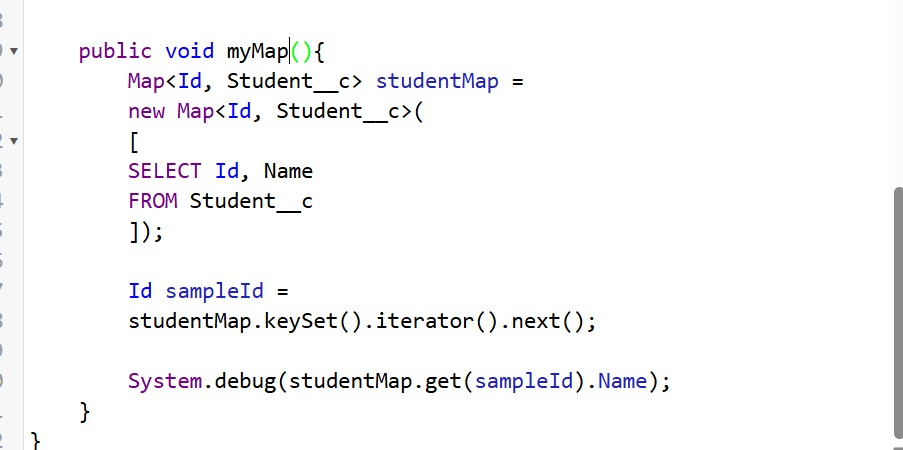 public void myMap(){
Map<Id, Student__c> studentMap =
new Map<Id, Student__c>(
[
SELECT Id, Name
FROM Student__c
]);
Id sampleId =
studentMap.keySet().iterator().next();
System.debug(studentMap.get(sampleId).Name);
}
}